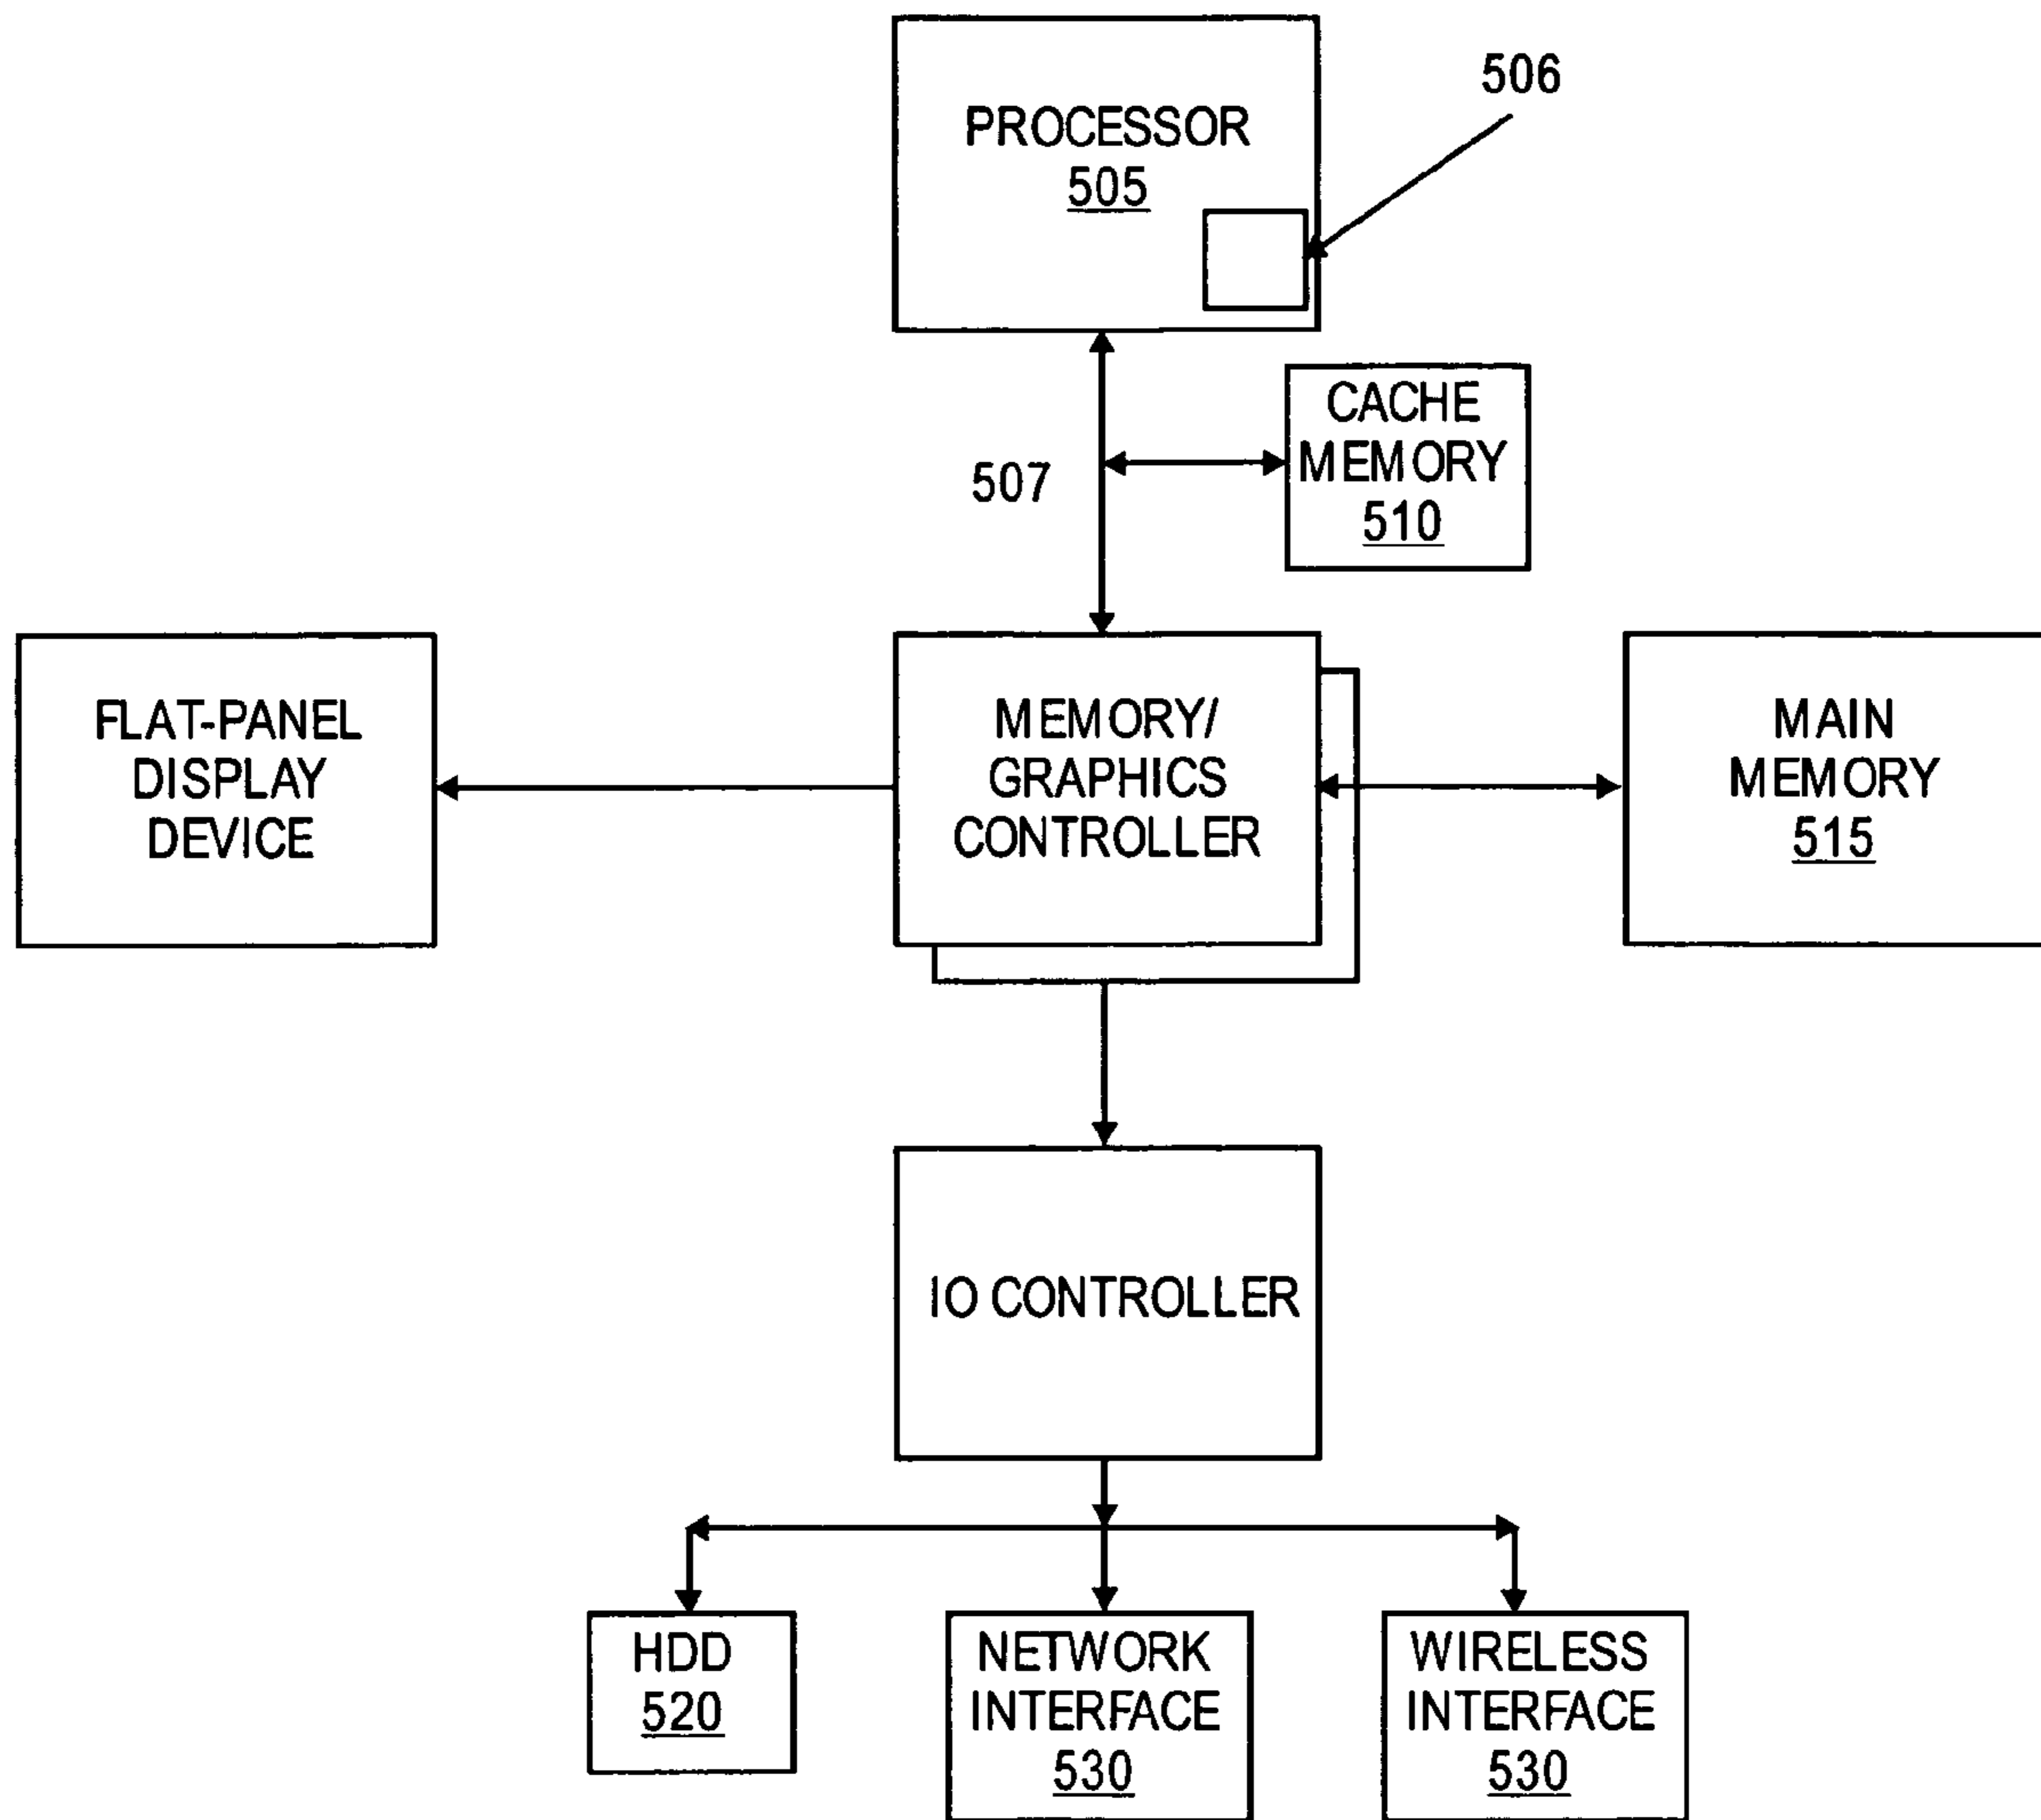 PROCESSOR
505
506
CACHE
MEMORY
510
507
FLAT-PANEL
DISPLAY
DEVICE
MEMORY/
GRAPHICS
CONTROLLER
MAIN
MEMORY
515
IO CONTROLLER
HDD
520
NETWORK
INTERFACE
530
WIRELESS
INTERFACE
530